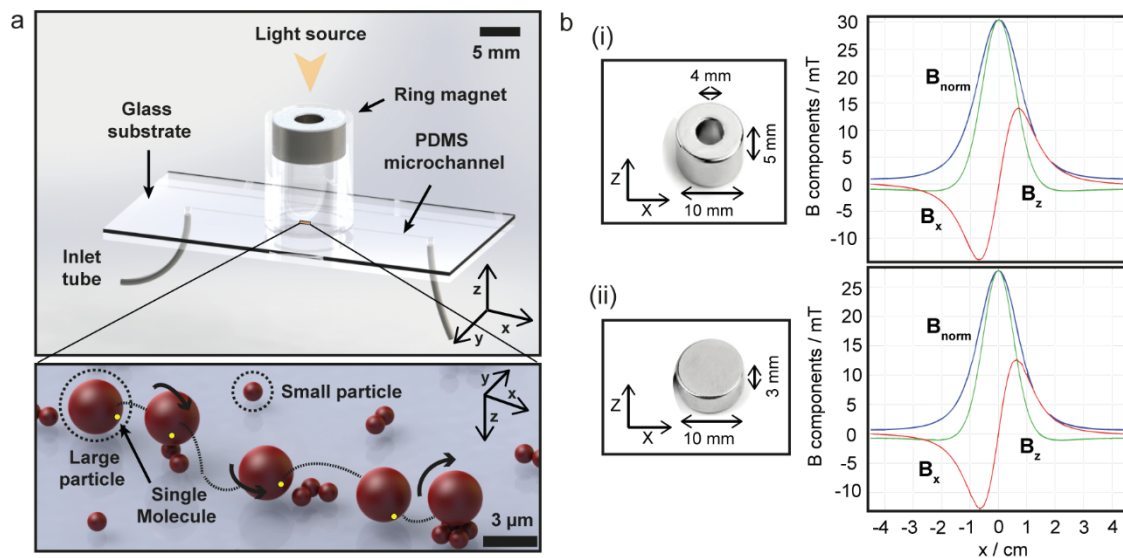 a
Light source
5 mm
Ring magnet
Glass
substrate
PDMS
microchannel
Inlet
tube
z
x
y
Small particle
y
x
z
Large
particle
Single
Molecule
3 µm
b
(i)
4 mm
5 mm
10 mm
Z
X
B components / mT
30
25
20
15
10
5
0
-5
-10
Bnorm
Bz
Bx
(ii)
3 mm
10 mm
Z
X
B components / mT
25
20
15
10
5
0
-5
-10
Bnorm
Bz
Bx
-4 -3 -2 -1 0 1 2 3 4
x / cm